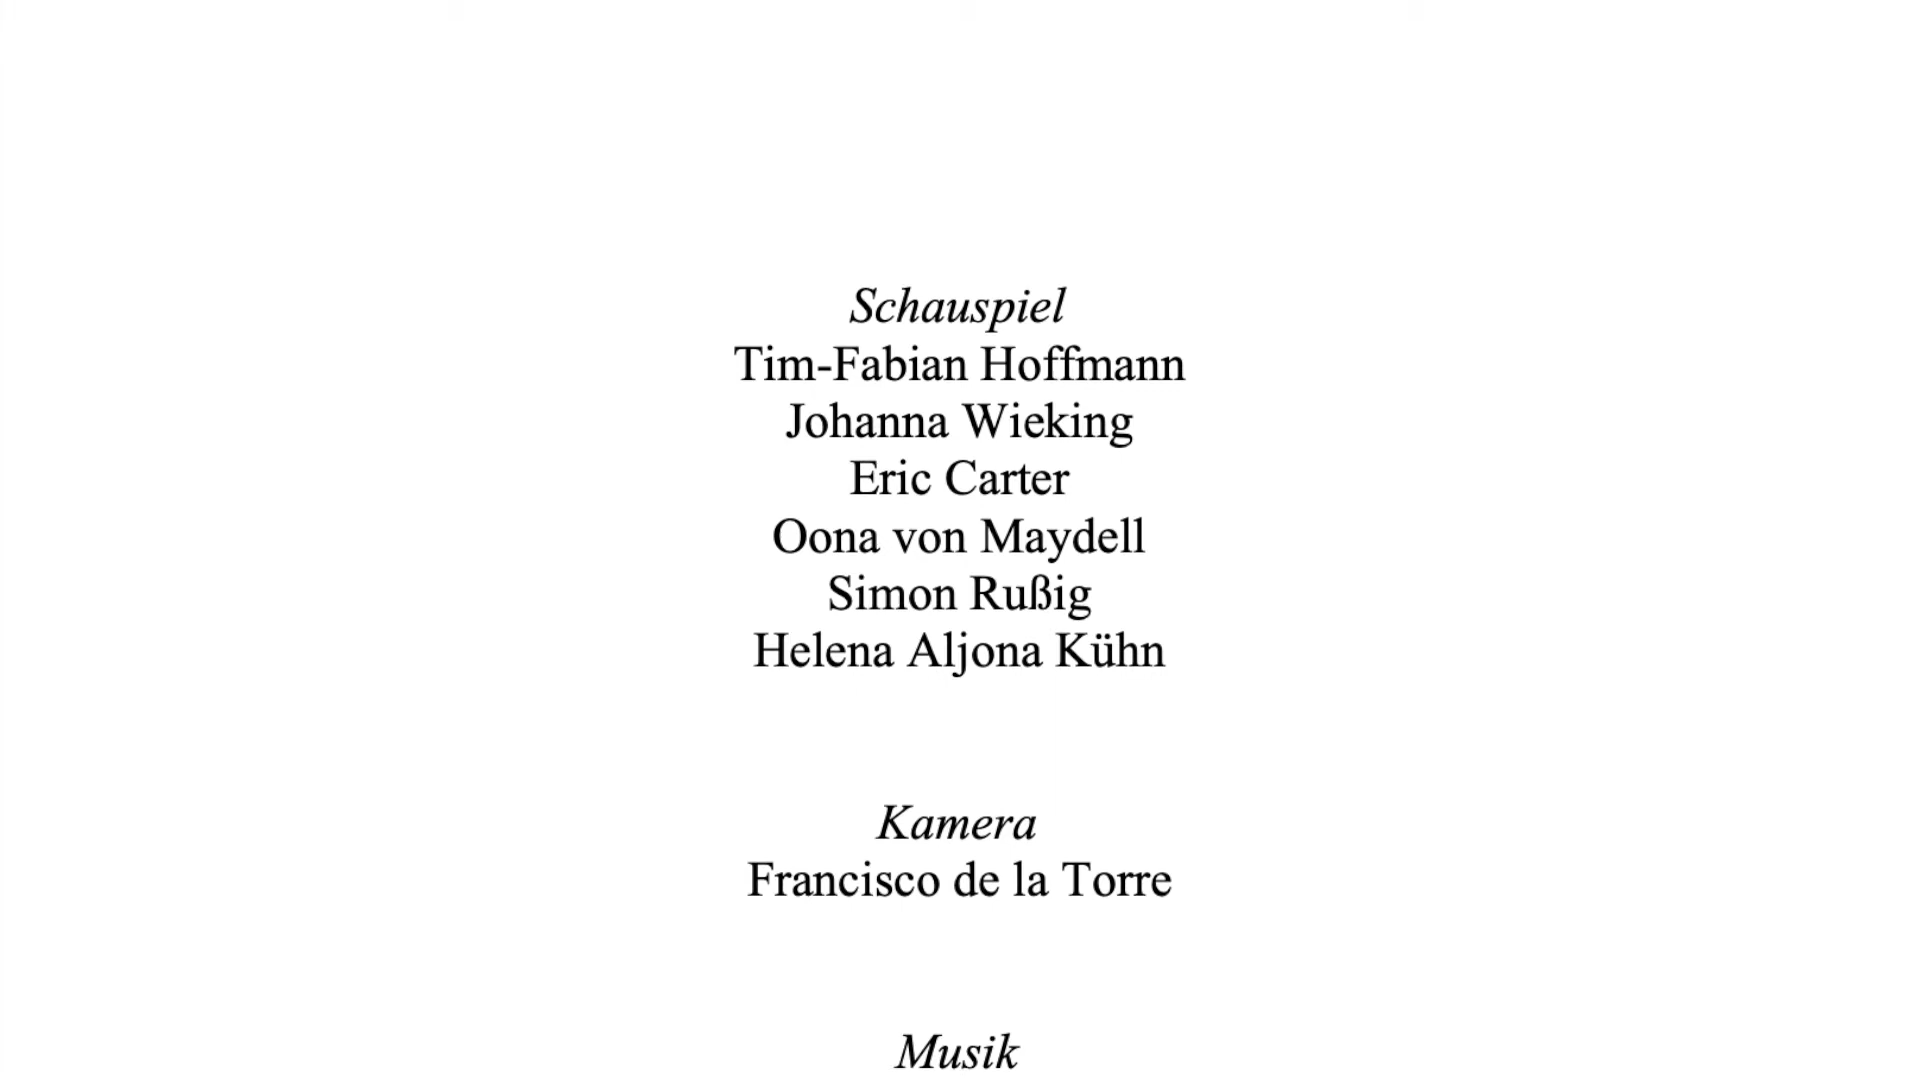 Schauspiel
Tim-Fabian Hoffmann
Johanna Wieking
Eric Carter
Oona von Maydell
Simon Rußig
Helena Aljona Kühn
Kamera
Francisco de la Torre
Musik